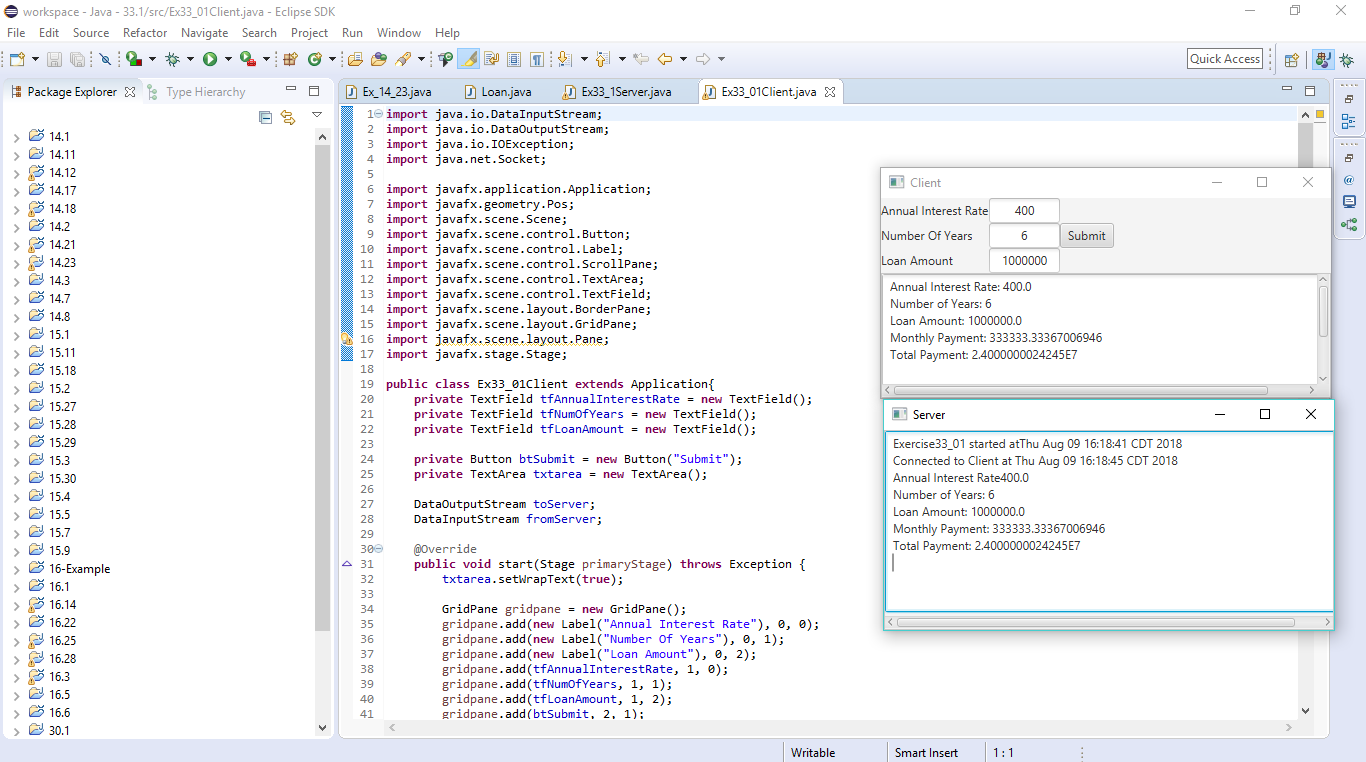 workspace - Java - 33.1/src/Ex33_01Client.java - Eclipse SDK
File Edit Source Refactor Navigate Search Project Run Window Help
Quick Access
Package Explorer Type Hierarchy
14.1
14.11
14.12
14.17
14.18
14.2
14.21
14.23
14.3
14.7
14.8
15.1
15.11
15.18
15.2
15.27
15.28
15.29
15.3
15.30
15.4
15.5
15.7
15.9
16-Example
16.1
16.14
16.22
16.25
16.28
16.3
16.5
16.6
30.1
Ex_14_23.java Loan.java Ex33_1Server.java Ex33_01Client.java
1 import java.io.DataInputStream;
2 import java.io.DataOutputStream;
3 import java.io.IOException;
4 import java.net.Socket;
5
6 import javafx.application.Application;
7 import javafx.geometry.Pos;
8 import javafx.scene.Scene;
9 import javafx.scene.control.Button;
10 import javafx.scene.control.Label;
11 import javafx.scene.control.ScrollPane;
12 import javafx.scene.control.TextArea;
13 import javafx.scene.control.TextField;
14 import javafx.scene.layout.BorderPane;
15 import javafx.scene.layout.GridPane;
16 import javafx.scene.layout.Pane;
17 import javafx.stage.Stage;
18
19 public class Ex33_01Client extends Application{
20 private TextField tfAnnualInterestRate = new TextField();
21 private TextField tfNumOfYears = new TextField();
22 private TextField tfLoanAmount = new TextField();
23
24 private Button btSubmit = new Button("Submit");
25 private TextArea txtarea = new TextArea();
26
27 DataOutputStream toServer;
28 DataInputStream fromServer;
29
30 @Override
31 public void start(Stage primaryStage) throws Exception {
32 txtarea.setWrapText(true);
33
34 GridPane gridpane = new GridPane();
35 gridpane.add(new Label("Annual Interest Rate"), 0, 0);
36 gridpane.add(new Label("Number Of Years"), 0, 1);
37 gridpane.add(new Label("Loan Amount"), 0, 2);
38 gridpane.add(tfAnnualInterestRate, 1, 0);
39 gridpane.add(tfNumOfYears, 1, 1);
40 gridpane.add(tfLoanAmount, 1, 2);
41 gridpane.add(btSubmit, 2, 1);
Client
Annual Interest Rate 400
Number Of Years 6 Submit
Loan Amount 1000000
Annual Interest Rate: 400.0
Number of Years: 6
Loan Amount: 1000000.0
Monthly Payment: 333333.33367006946
Total Payment: 2.4000000024245E7
Server
Exercise33_01 started atThu Aug 09 16:18:41 CDT 2018
Connected to Client at Thu Aug 09 16:18:45 CDT 2018
Annual Interest Rate400.0
Number of Years: 6
Loan Amount: 1000000.0
Monthly Payment: 333333.33367006946
Total Payment: 2.4000000024245E7
Writable Smart Insert 1 : 1